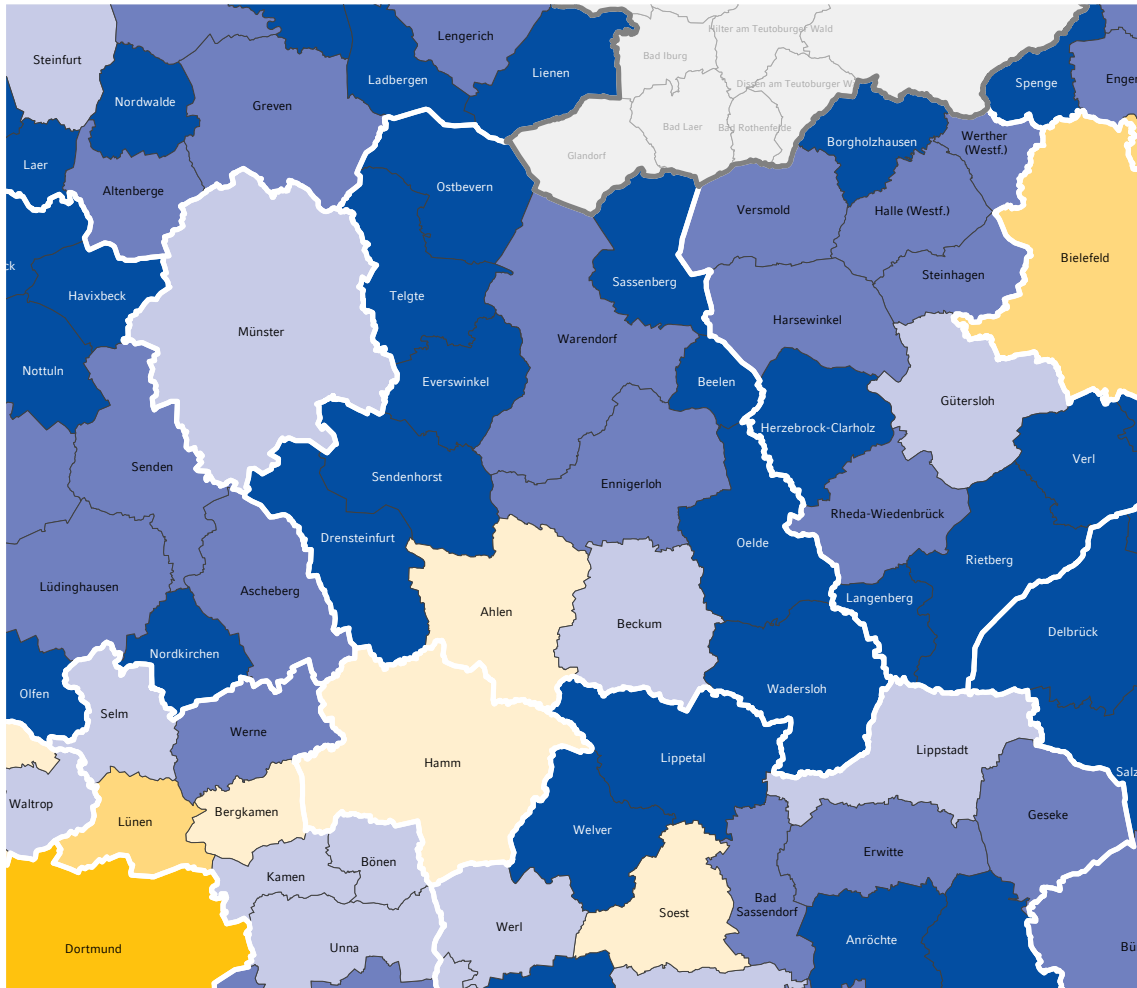 Lengerich
Hilter am Teutoburger Wald
Steinfurt
Bad Iburg
Lienen
Ladbergen
Enger
Spenge
Dissen am Teutoburger W
Nordwalde
Greven
Bad Laer
Bad Rothenfelde
Borgholzhausen
Werther
(Westf.)
Laer
Glandorf
Altenberge
Ostbevern
Versmold
Halle (Westf.)
Bielefeld
ck
Steinhagen
Havixbeck
Telgte
Sassenberg
Harsewinkel
Münster
Warendorf
Nottuln
Everswinkel
Beelen
Gütersloh
Herzebrock-Clarholz
Verl
Senden
Sendenhorst
Ennigerloh
Rheda-Wiedenbrück
Drensteinfurt
Oelde
Rietberg
Lüdinghausen
Ascheberg
Langenberg
Ahlen
Beckum
Delbrück
Nordkirchen
Wadersloh
Olfen
Selm
Werne
Lippstadt
Lippetal
Hamm
Salz
Waltrop
Bergkamen
Geseke
Lünen
Welver
Erwitte
Bönen
Kamen
Bad
Sassendorf
Soest
Werl
Anröchte
Unna
Dortmund
Bü